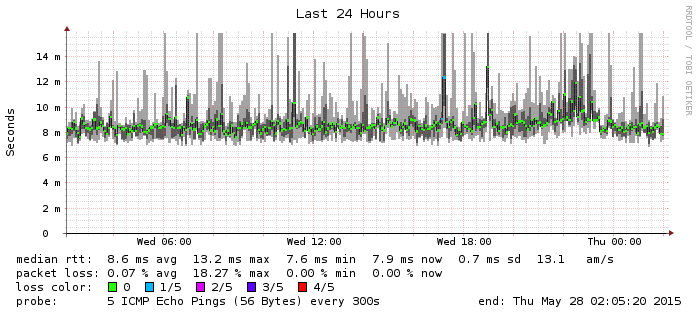 Last 24 Hours
RRDTOOL / TOBI OETIKER
Seconds
14 m
12 m
10 m
8 m
6 m
4 m
2 m
0
Wed 06:00 Wed 12:00 Wed 18:00 Thu 00:00
median rtt: 8.6 ms avg 13.2 ms max 7.6 ms min 7.9 ms now 0.7 ms sd 13.1 am/s
packet loss: 0.07 % avg 18.27 % max 0.00 % min 0.00 % now
loss color: 0 1/5 2/5 3/5 4/5
probe: 5 ICMP Echo Pings (56 Bytes) every 300s end: Thu May 28 02:05:20 2015